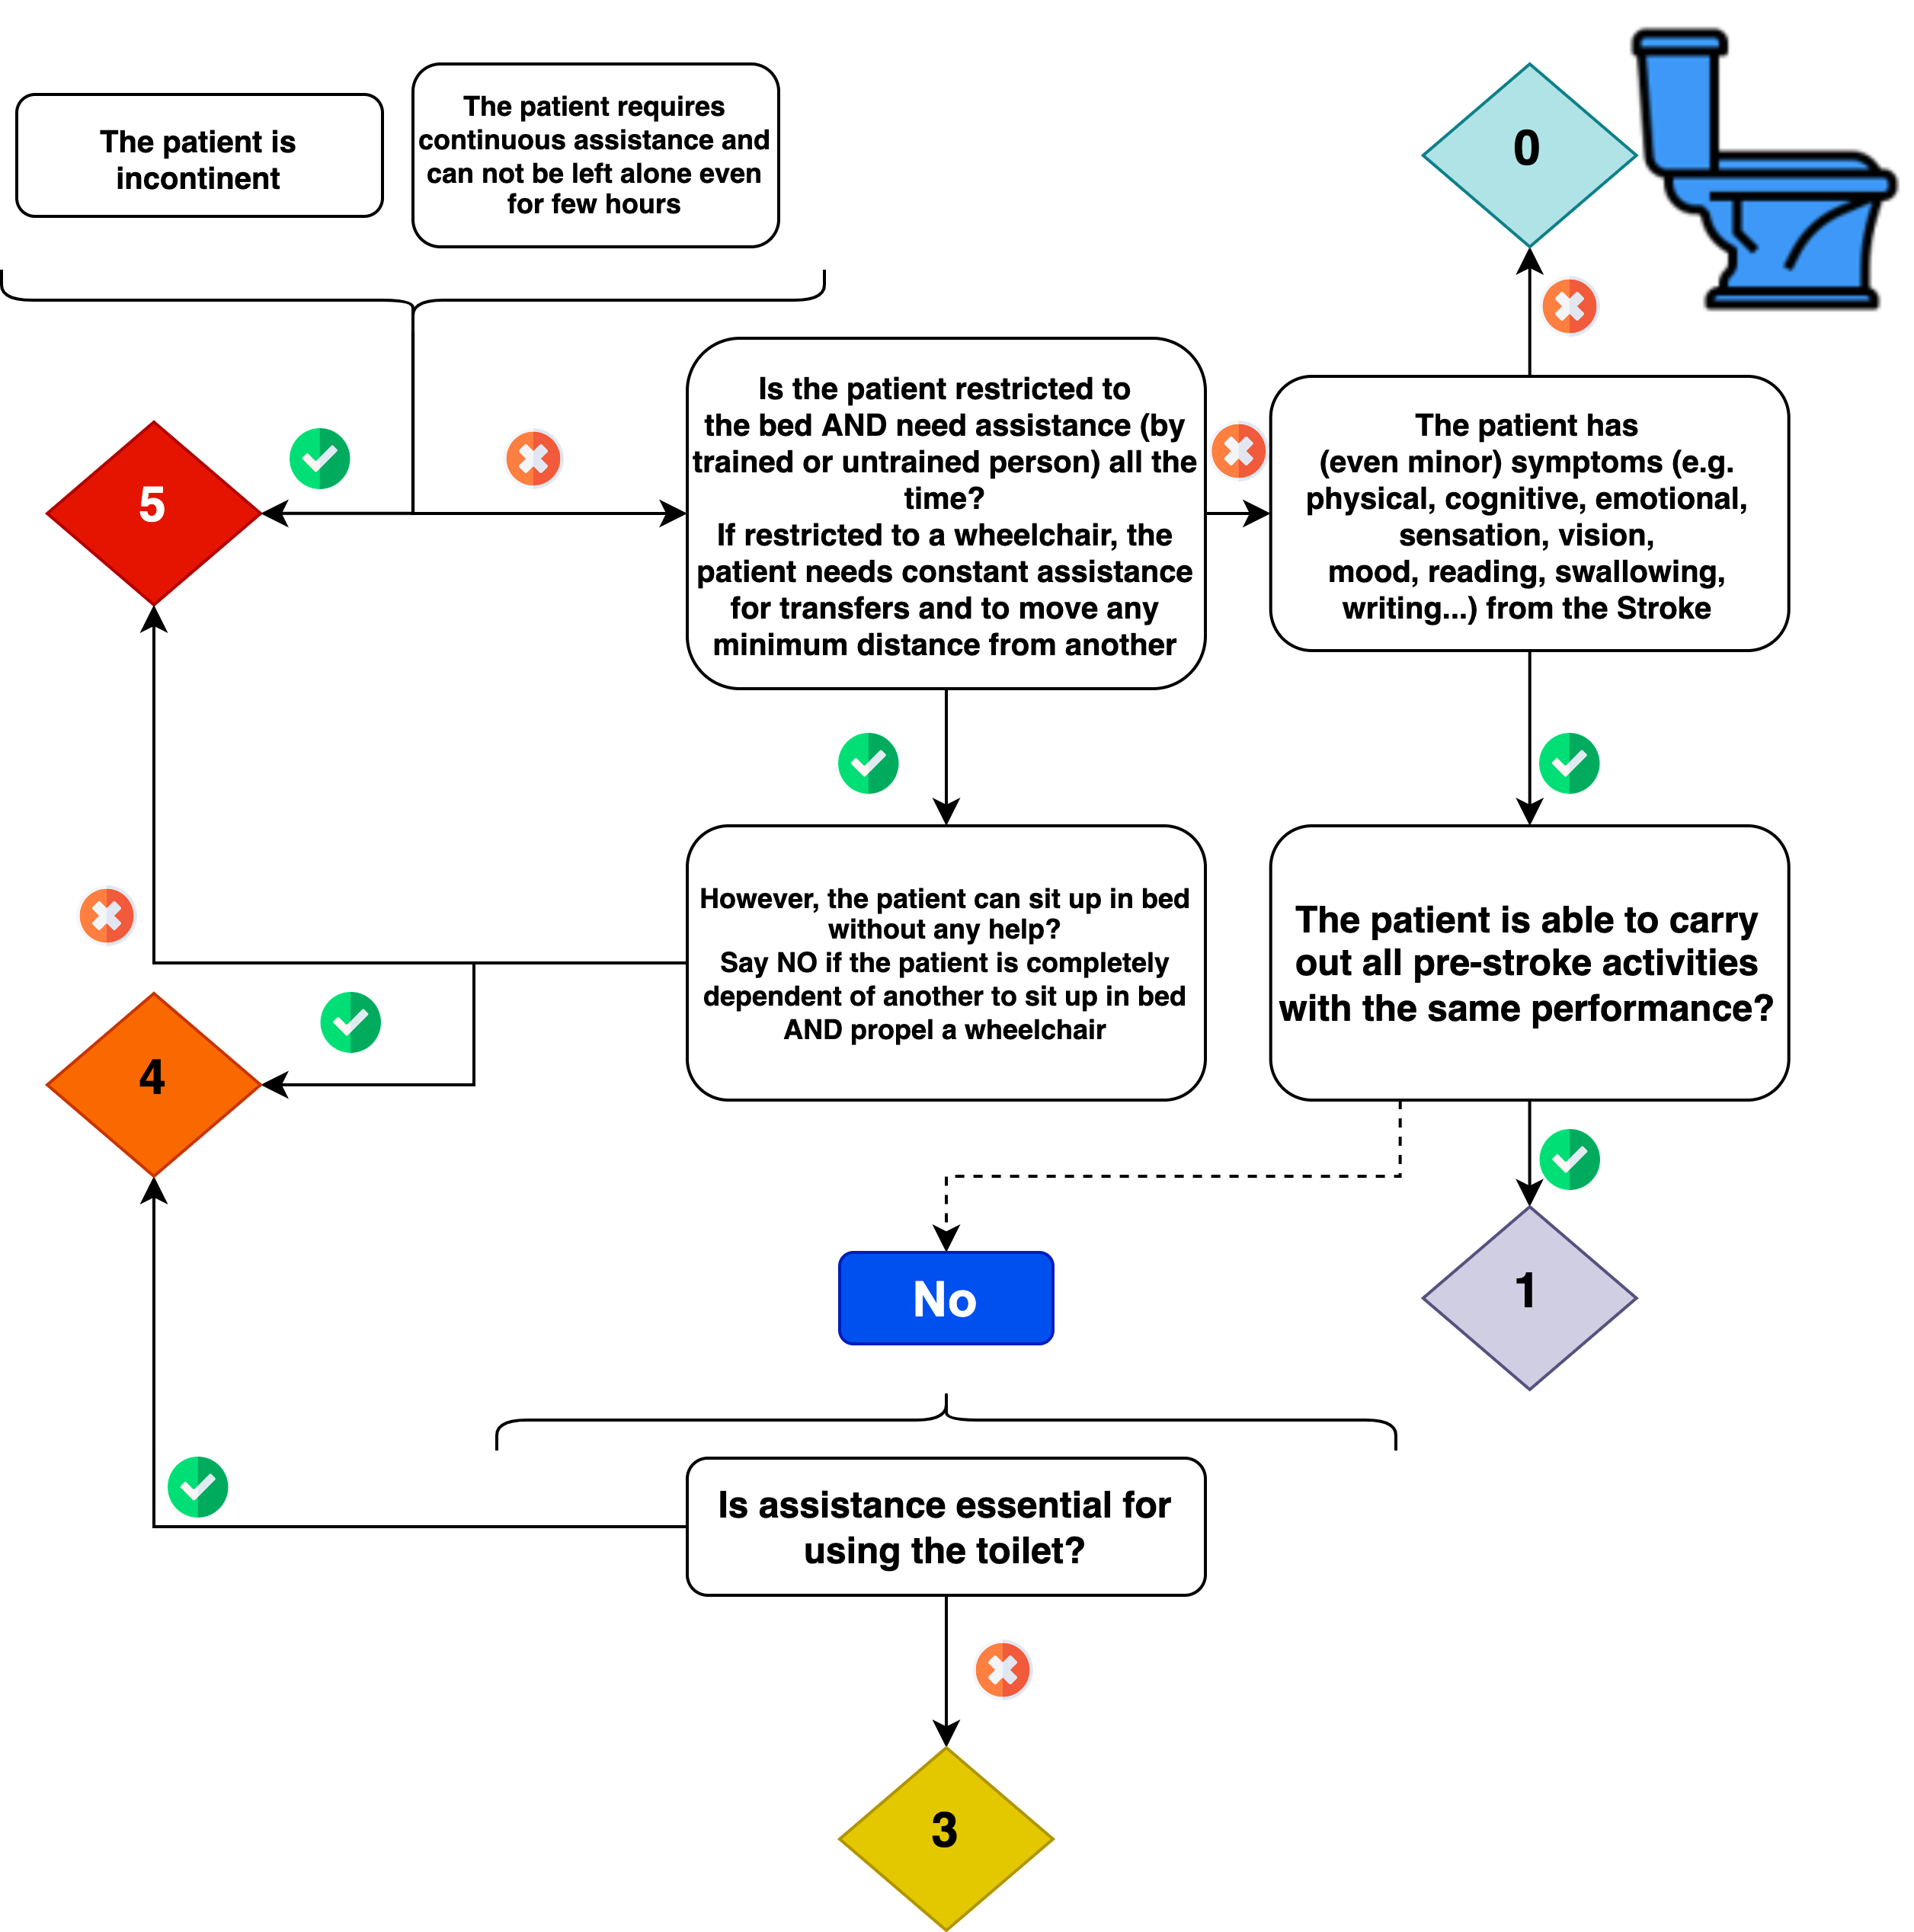 The patient is
incontinent
The patient requires
continuous assistance and
can not be left alone even
for few hours
0
5
Is the patient restricted to
the bed AND need assistance (by
trained or untrained person) all the
time?
If restricted to a wheelchair, the
patient needs constant assistance
for transfers and to move any
minimum distance from another
The patient has
(even minor) symptoms (e.g.
physical, cognitive, emotional,
sensation, vision,
mood, reading, swallowing,
writing...) from the Stroke
However, the patient can sit up in bed
without any help?
Say NO if the patient is completely
dependent of another to sit up in bed
AND propel a wheelchair
The patient is able to carry
out all pre-stroke activities
with the same performance?
4
No
1
Is assistance essential for
using the toilet?
3